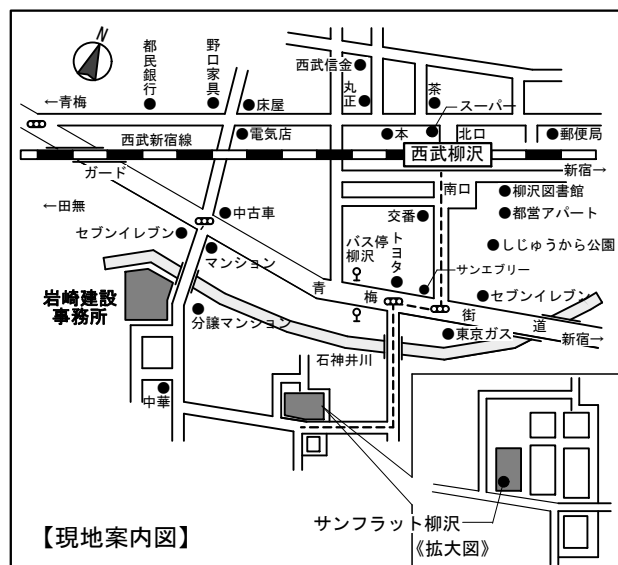 N
都民銀行
野口家具
西武信金
丸正
茶
←青梅
床屋
スーパー
西武新宿線
電気店
本
北口
郵便局
西武柳沢
ガード
新宿→
南口
柳沢図書館
←田無
中古車
交番
都営アパート
セブンイレブン
バス停
柳沢
トヨタ
しじゅうから公園
マンション
サンエブリー
岩崎建設
事務所
青
梅
街
道
セブンイレブン
分譲マンション
東京ガス
新宿→
石神井川
中華
サンフラット柳沢
《拡大図》
【現地案内図】